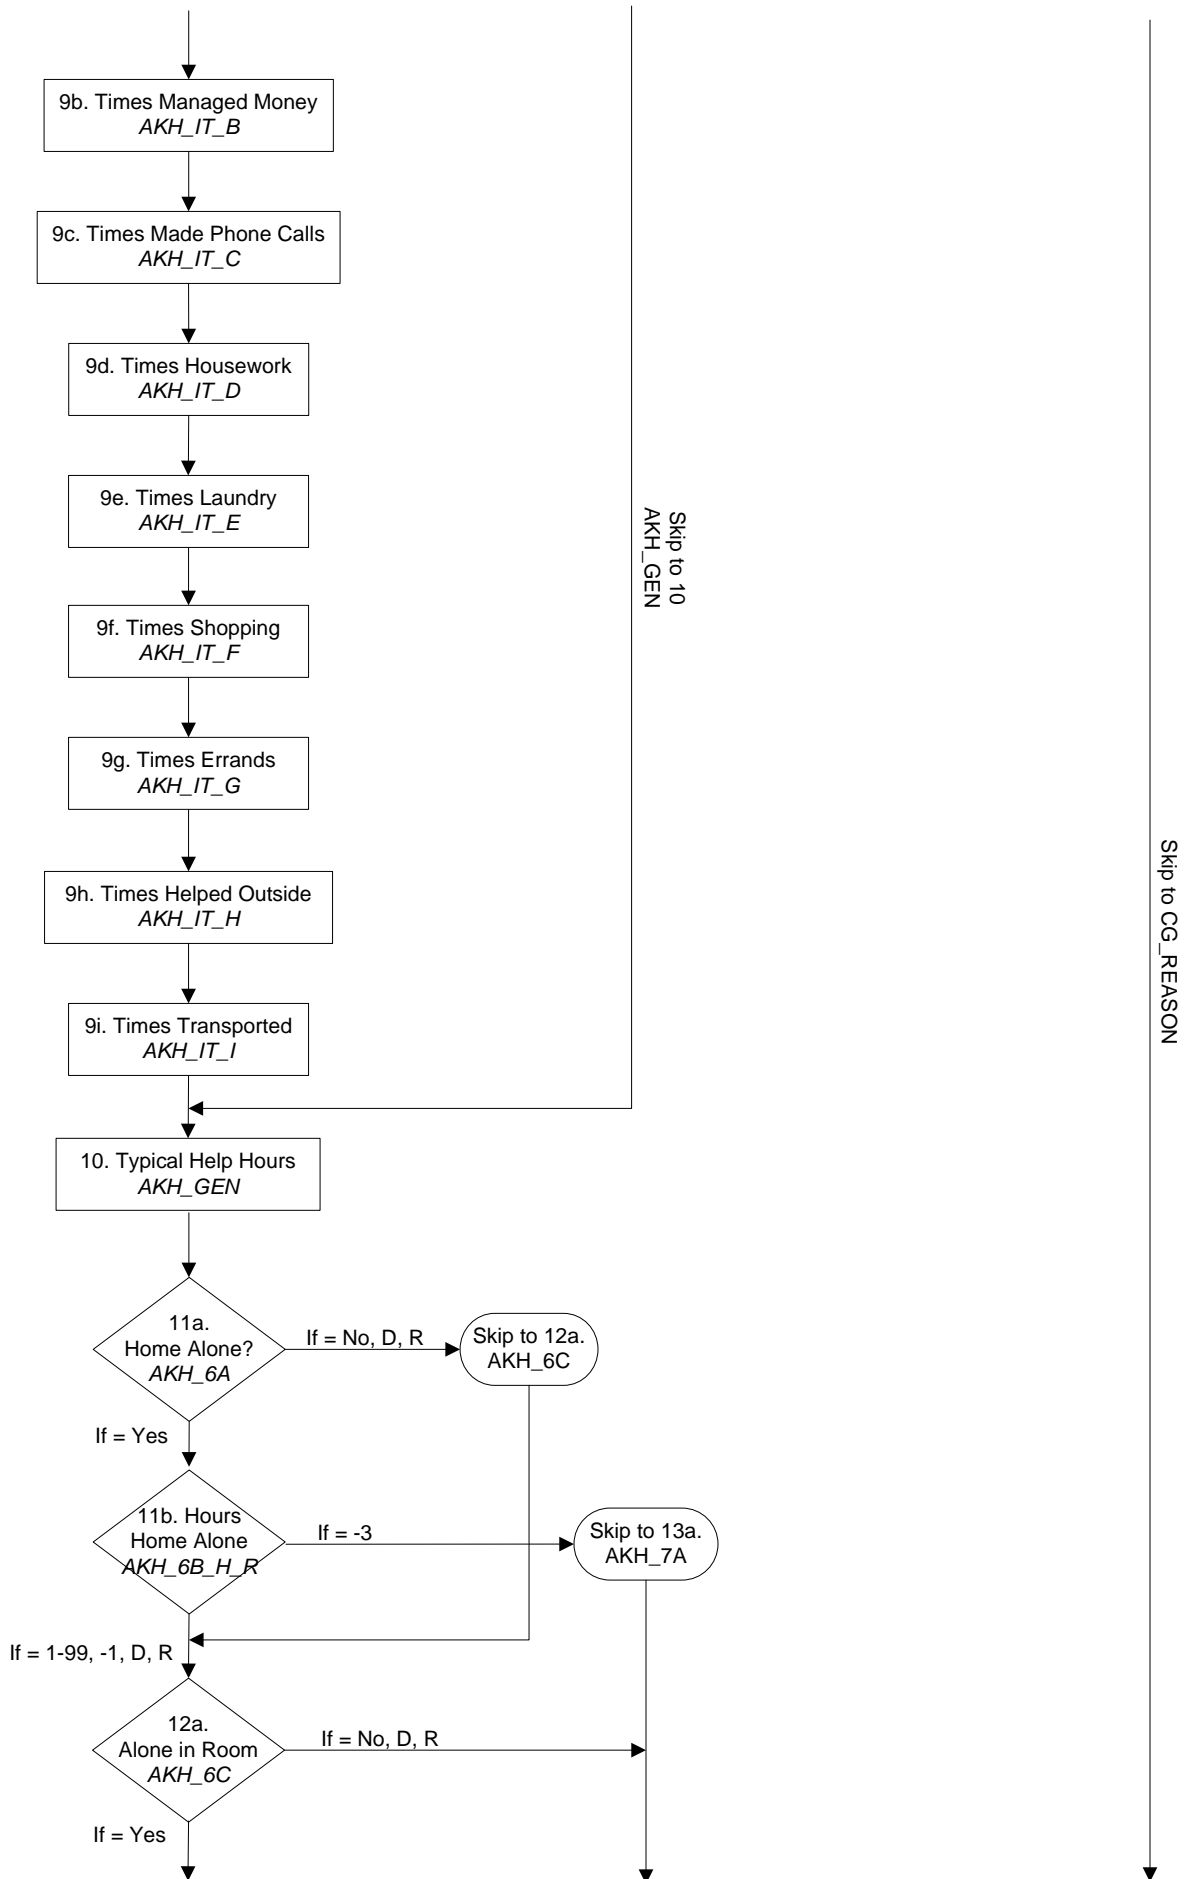 9b. Times Managed Money
AKH_IT_B
9c. Times Made Phone Calls
AKH_IT_C
9d. Times Housework
AKH_IT_D
9e. Times Laundry
AKH_IT_E
Skip to 10
AKH_GEN
9f. Times Shopping
AKH_IT_F
9g. Times Errands
AKH_IT_G
9h. Times Helped Outside
AKH_IT_H
Skip to CG_REASON
9i. Times Transported
AKH_IT_I
10. Typical Help Hours
AKH_GEN
11a.
Home Alone?
AKH_6A
If = No, D, R
Skip to 12a.
AKH_6C
If = Yes
11b. Hours
Home Alone
AKH_6B_H_R
If = -3
Skip to 13a.
AKH_7A
If = 1-99, -1, D, R
12a.
Alone in Room
AKH_6C
If = No, D, R
If = Yes